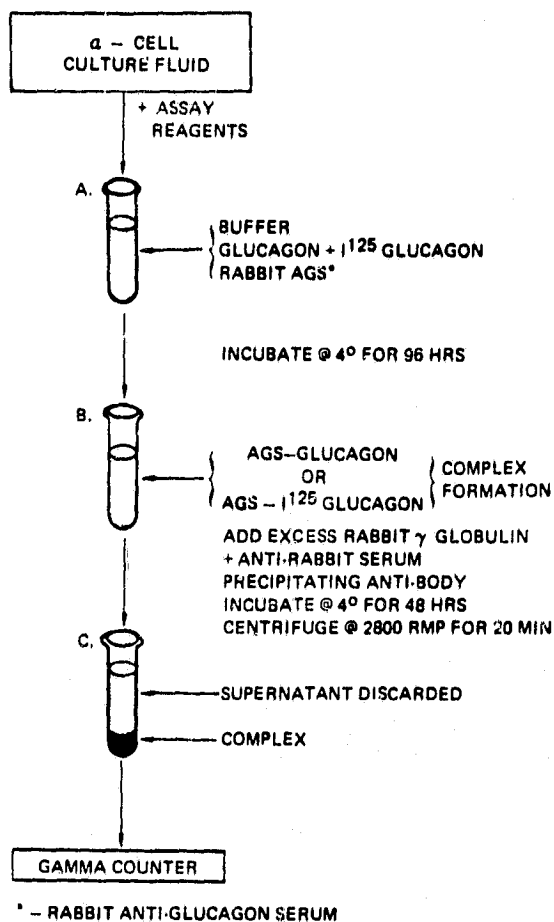 a - CELL
CULTURE FLUID
+ ASSAY
REAGENTS
A.
BUFFER
GLUCAGON + I125 GLUCAGON
RABBIT AGS*
INCUBATE @ 4° FOR 96 HRS
B.
AGS-GLUCAGON
OR
AGS - I125 GLUCAGON
COMPLEX
FORMATION
ADD EXCESS RABBIT γ GLOBULIN
+ ANTI-RABBIT SERUM
PRECIPITATING ANTI-BODY
INCUBATE @ 4° FOR 48 HRS
CENTRIFUGE @ 2800 RMP FOR 20 MIN
C.
SUPERNATANT DISCARDED
COMPLEX
GAMMA COUNTER
* - RABBIT ANTI-GLUCAGON SERUM